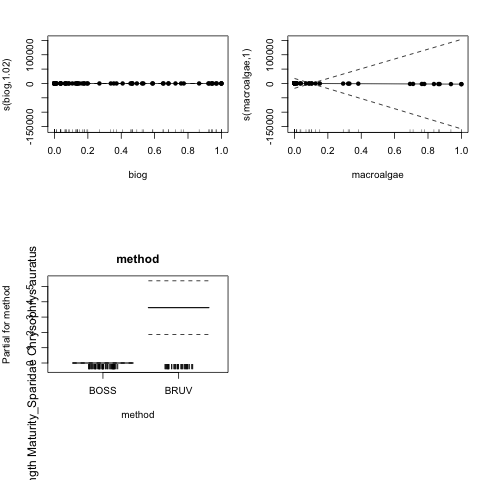 s(biog,1.02)
100000
0
-150000
0.0 0.2 0.4 0.6 0.8 1.0
biog
s(macroalgae,1)
100000
0
-150000
0.0 0.2 0.4 0.6 0.8 1.0
macroalgae
method
Partial for method
ngth Maturity_Sparidae Chrysophrys auratus
BOSS BRUV
method